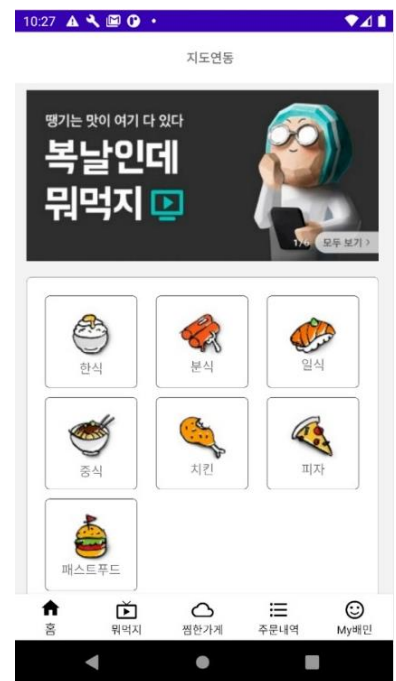 10:27
지도연동
땡기는 맛이 여기 다 있다
복날인데
뭐먹지
1/6 모두 보기 >
한식 분식 일식
중식 치킨 피자
패스트푸드
홈 뭐먹지 찜한가게 주문내역 My배민